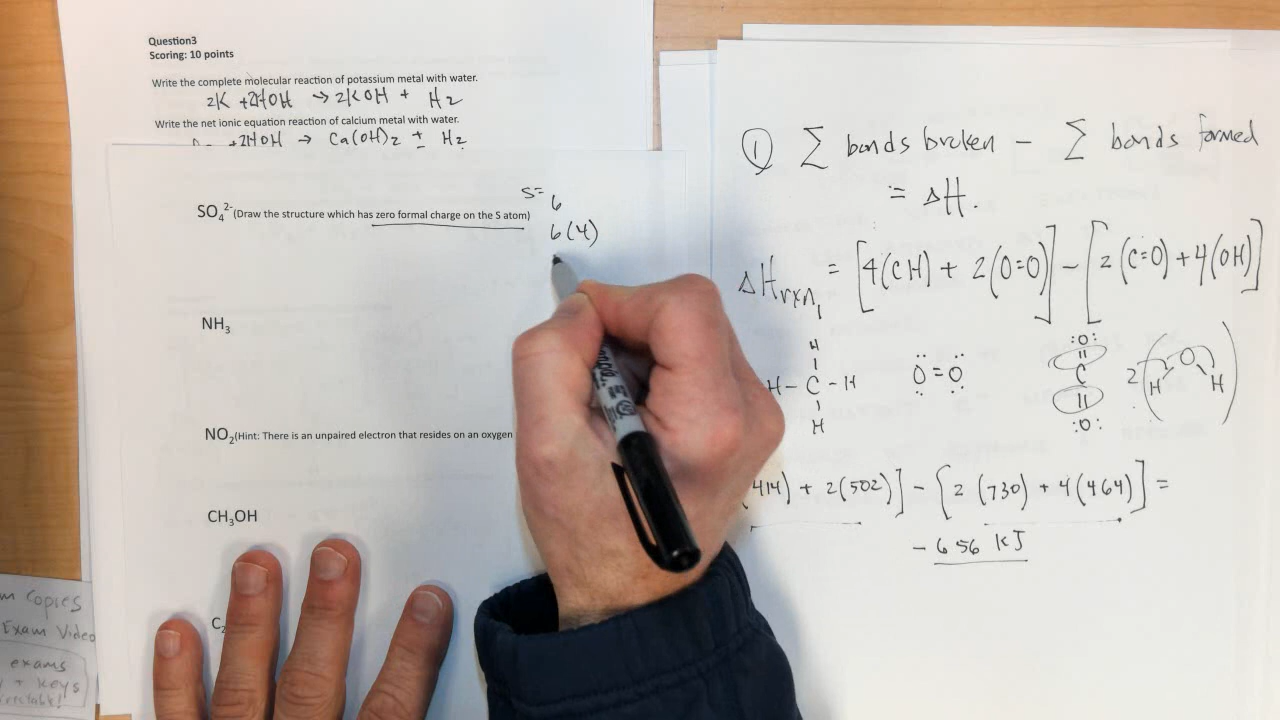 Question3
Scoring: 10 points
Write the complete molecular reaction of potassium metal with water.
2K + 2HOH → 2KOH + H₂
Write the net ionic equation reaction of calcium metal with water.
+2HOH → Ca(OH)₂ + H₂
S= 6
SO₄²⁻(Draw the structure which has zero formal charge on the S atom)
6(4)
NH₃
NO₂(Hint: There is an unpaired electron that resides on an oxygen
CH₃OH
Copies
Exam Video
exams
+ keys
① Σ bonds broken − Σ bonds formed
= ΔH.
ΔHrxn, = [4(CH) + 2(O=O)] − [2(C=O) + 4(OH)]
H
H−C−H
H
O=O
:O:
C
:O:
2(H O H)
414) + 2(502)] − [2(730) + 4(464)] =
−656 kJ